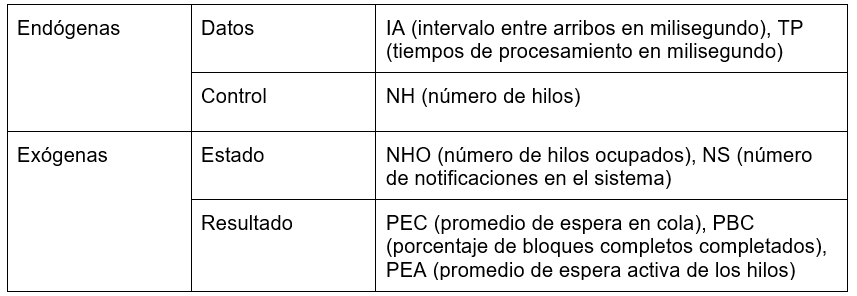 Endógenas
Datos
IA (intervalo entre arribos en milisegundo), TP
(tiempos de procesamiento en milisegundo)
Control
NH (número de hilos)
Exógenas
Estado
NHO (número de hilos ocupados), NS (número
de notificaciones en el sistema)
Resultado
PEC (promedio de espera en cola), PBC
(porcentaje de bloques completos completados),
PEA (promedio de espera activa de los hilos)